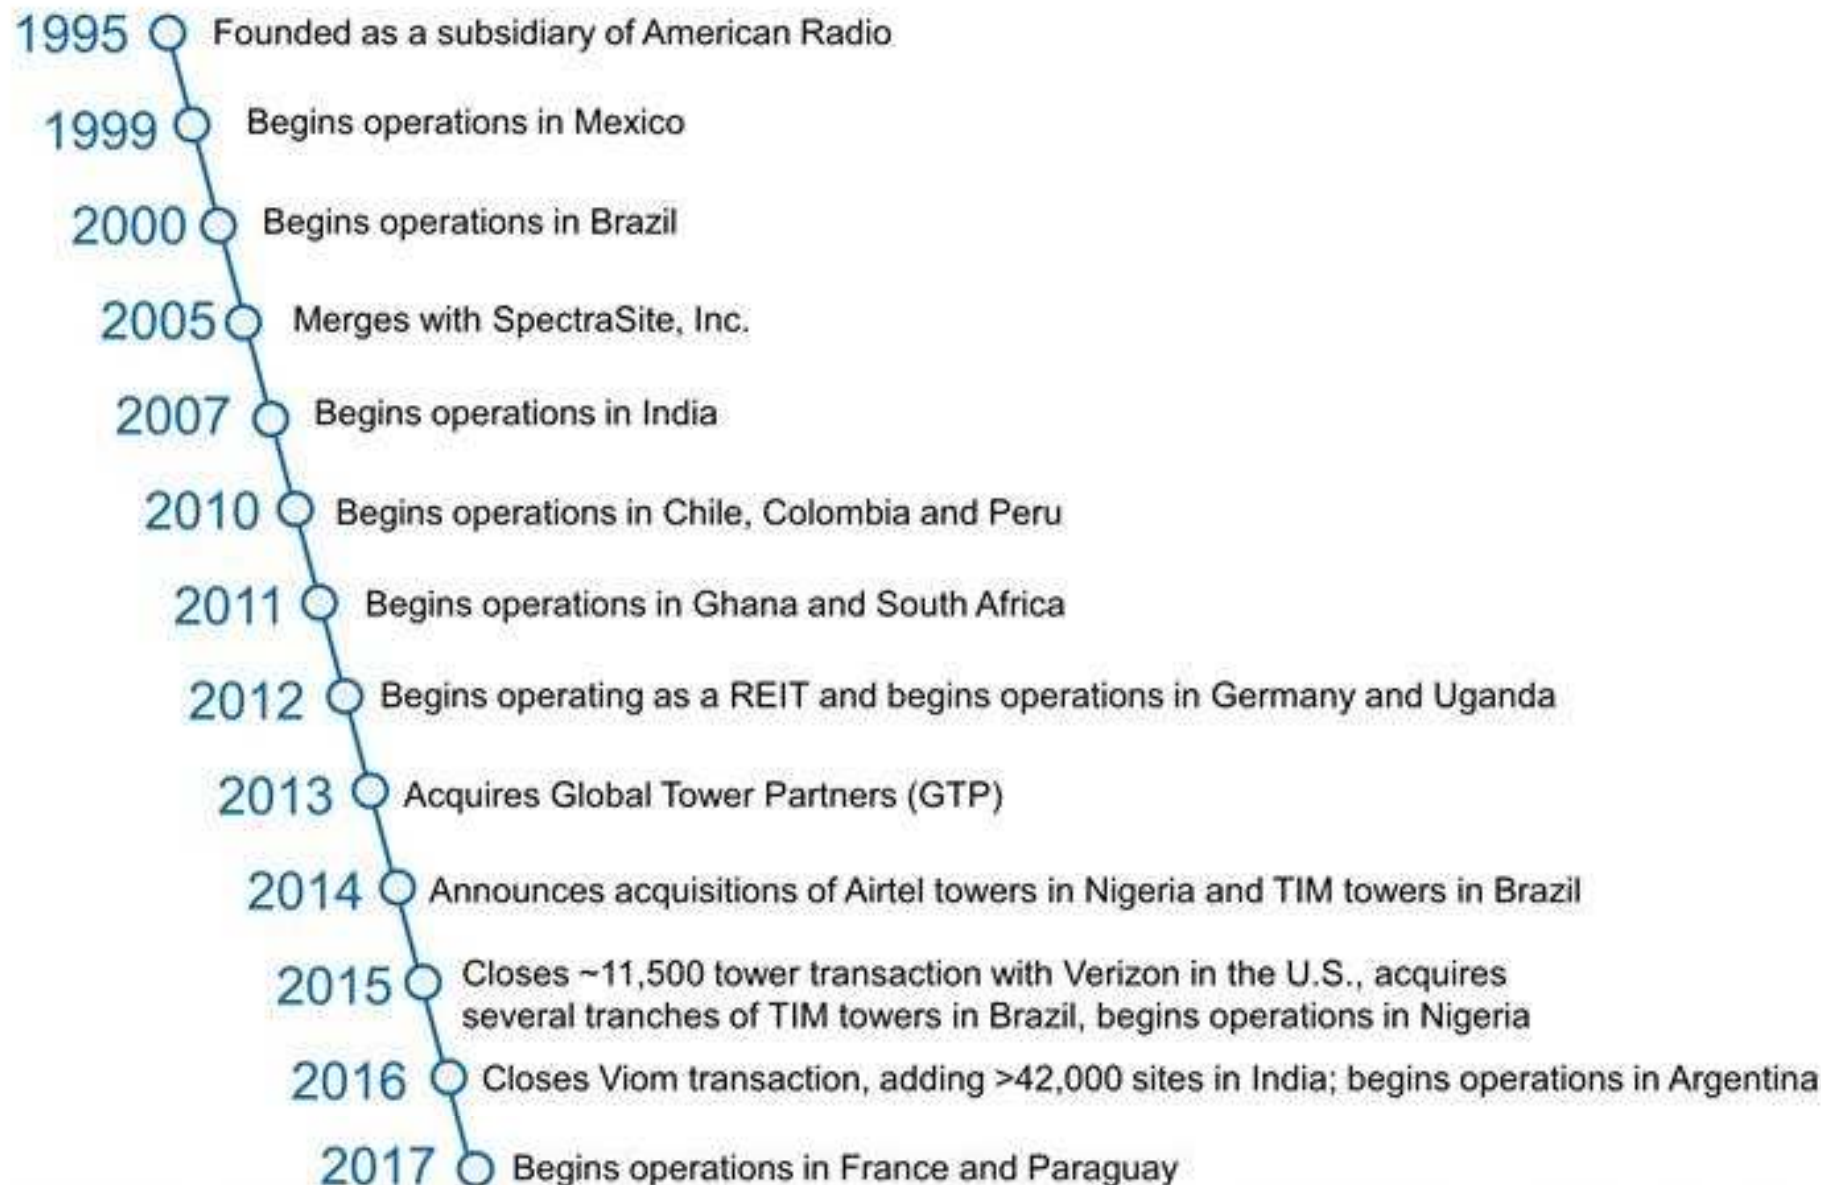 1995 Founded as a subsidiary of American Radio
1999 Begins operations in Mexico
2000 Begins operations in Brazil
2005 Merges with SpectraSite, Inc.
2007 Begins operations in India
2010 Begins operations in Chile, Colombia and Peru
2011 Begins operations in Ghana and South Africa
2012 Begins operating as a REIT and begins operations in Germany and Uganda
2013 Acquires Global Tower Partners (GTP)
2014 Announces acquisitions of Airtel towers in Nigeria and TIM towers in Brazil
2015 Closes ~11,500 tower transaction with Verizon in the U.S., acquires
several tranches of TIM towers in Brazil, begins operations in Nigeria
2016 Closes Viom transaction, adding >42,000 sites in India; begins operations in Argentina
2017 Begins operations in France and Paraguay